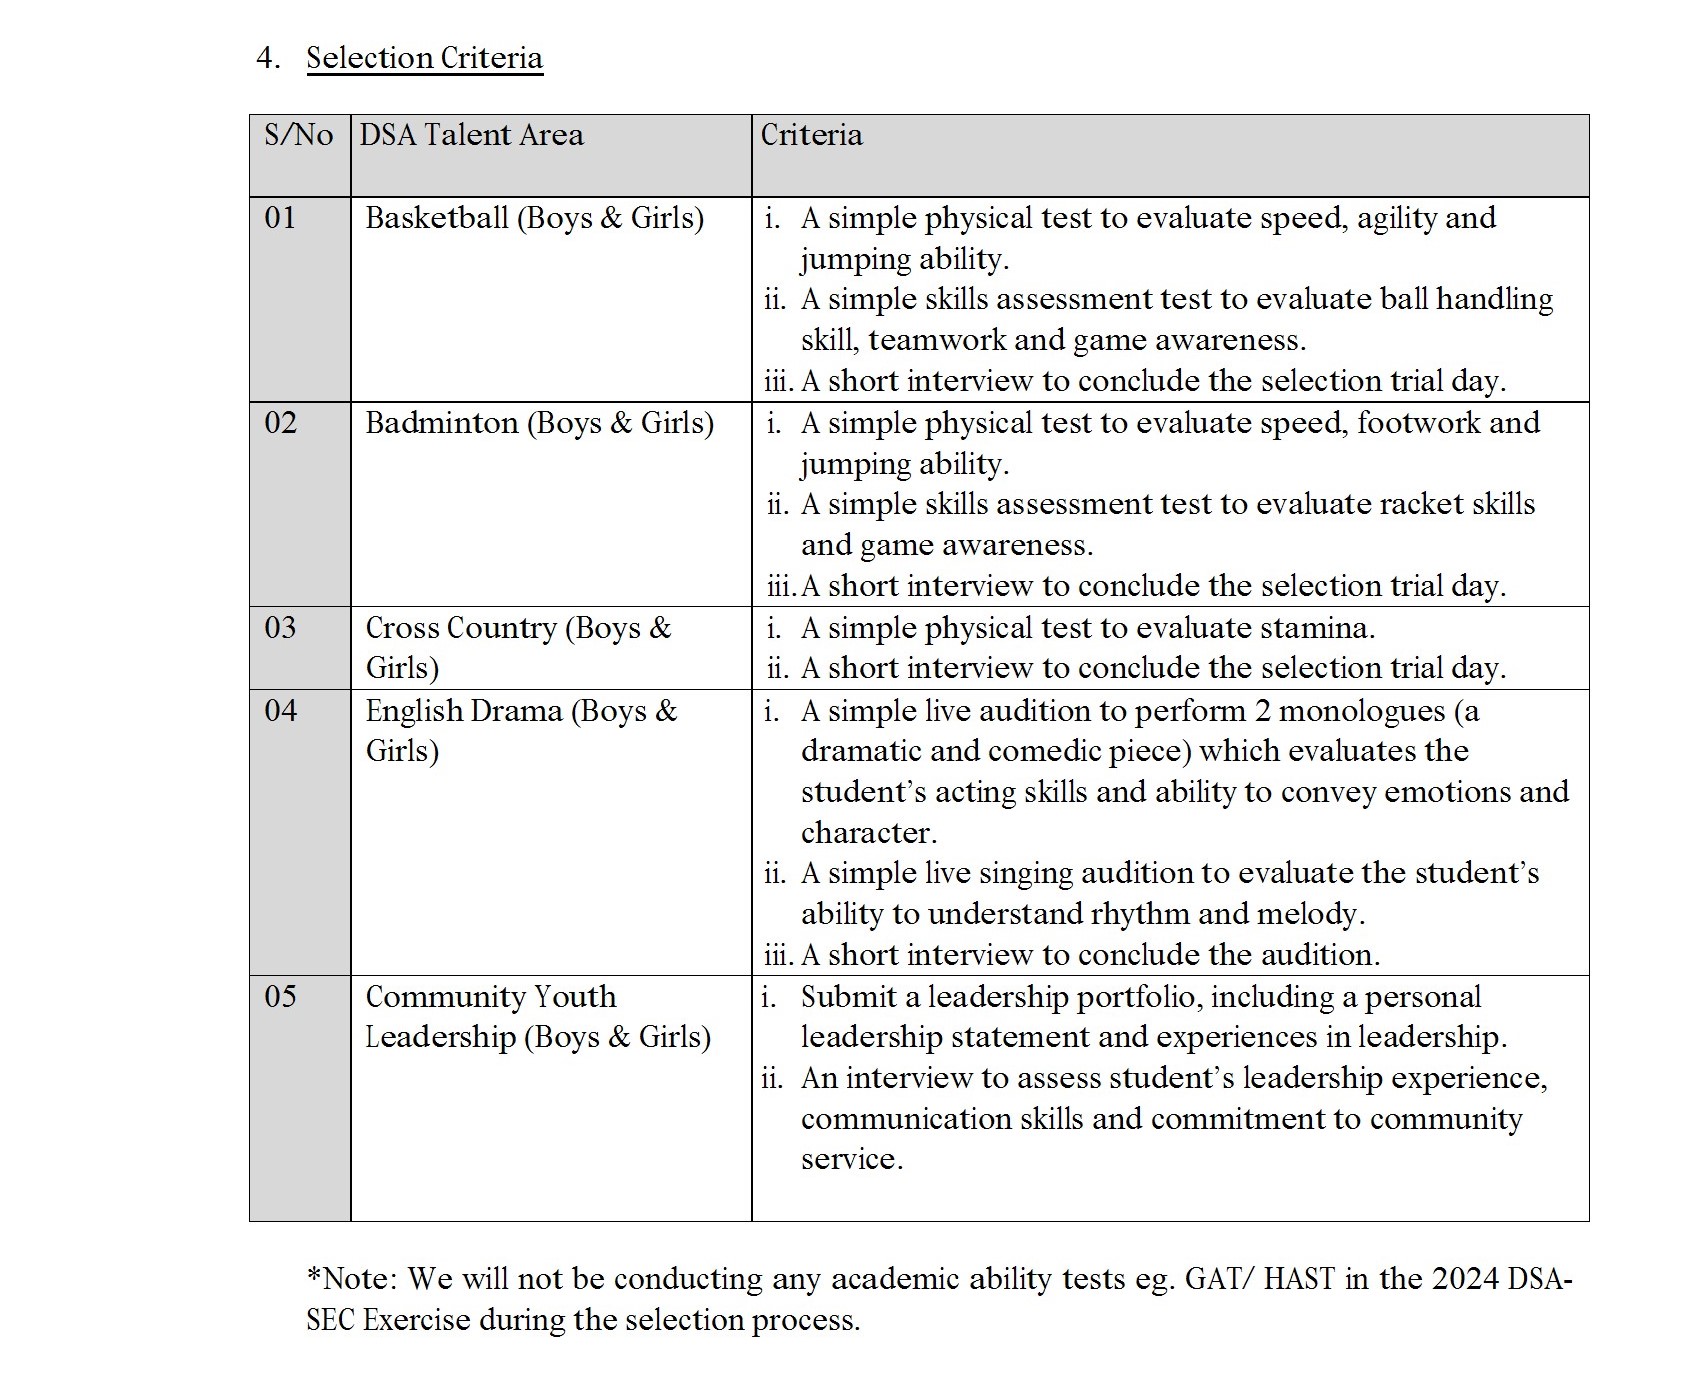 4. Selection Criteria
S/No DSA Talent Area Criteria
01 Basketball (Boys & Girls) i. A simple physical test to evaluate speed, agility and
jumping ability.
ii. A simple skills assessment test to evaluate ball handling
skill, teamwork and game awareness.
iii. A short interview to conclude the selection trial day.
02 Badminton (Boys & Girls) i. A simple physical test to evaluate speed, footwork and
jumping ability.
ii. A simple skills assessment test to evaluate racket skills
and game awareness.
iii. A short interview to conclude the selection trial day.
03 Cross Country (Boys &
Girls)
i. A simple physical test to evaluate stamina.
ii. A short interview to conclude the selection trial day.
04 English Drama (Boys &
Girls)
i. A simple live audition to perform 2 monologues (a
dramatic and comedic piece) which evaluates the
student’s acting skills and ability to convey emotions and
character.
ii. A simple live singing audition to evaluate the student’s
ability to understand rhythm and melody.
iii. A short interview to conclude the audition.
05 Community Youth
Leadership (Boys & Girls)
i. Submit a leadership portfolio, including a personal
leadership statement and experiences in leadership.
ii. An interview to assess student’s leadership experience,
communication skills and commitment to community
service.
*Note: We will not be conducting any academic ability tests eg. GAT/ HAST in the 2024 DSA-
SEC Exercise during the selection process.